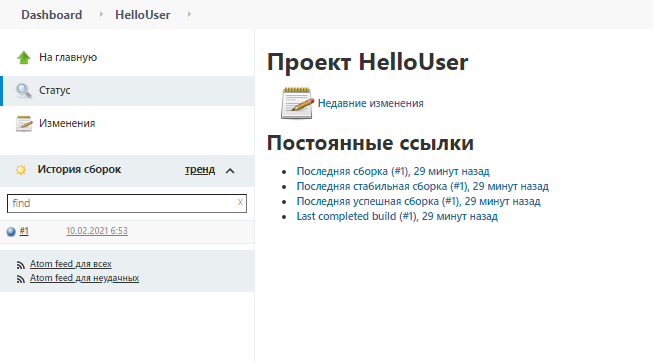 Dashboard HelloUser
На главную
Статус
Изменения
История сборок тренд
find x
#1 10.02.2021 6:53
Atom feed для всех
Atom feed для неудачных
Проект HelloUser
Недавние изменения
Постоянные ссылки
Последняя сборка (#1), 29 минут назад
Последняя стабильная сборка (#1), 29 минут назад
Последняя успешная сборка (#1), 29 минут назад
Last completed build (#1), 29 минут назад